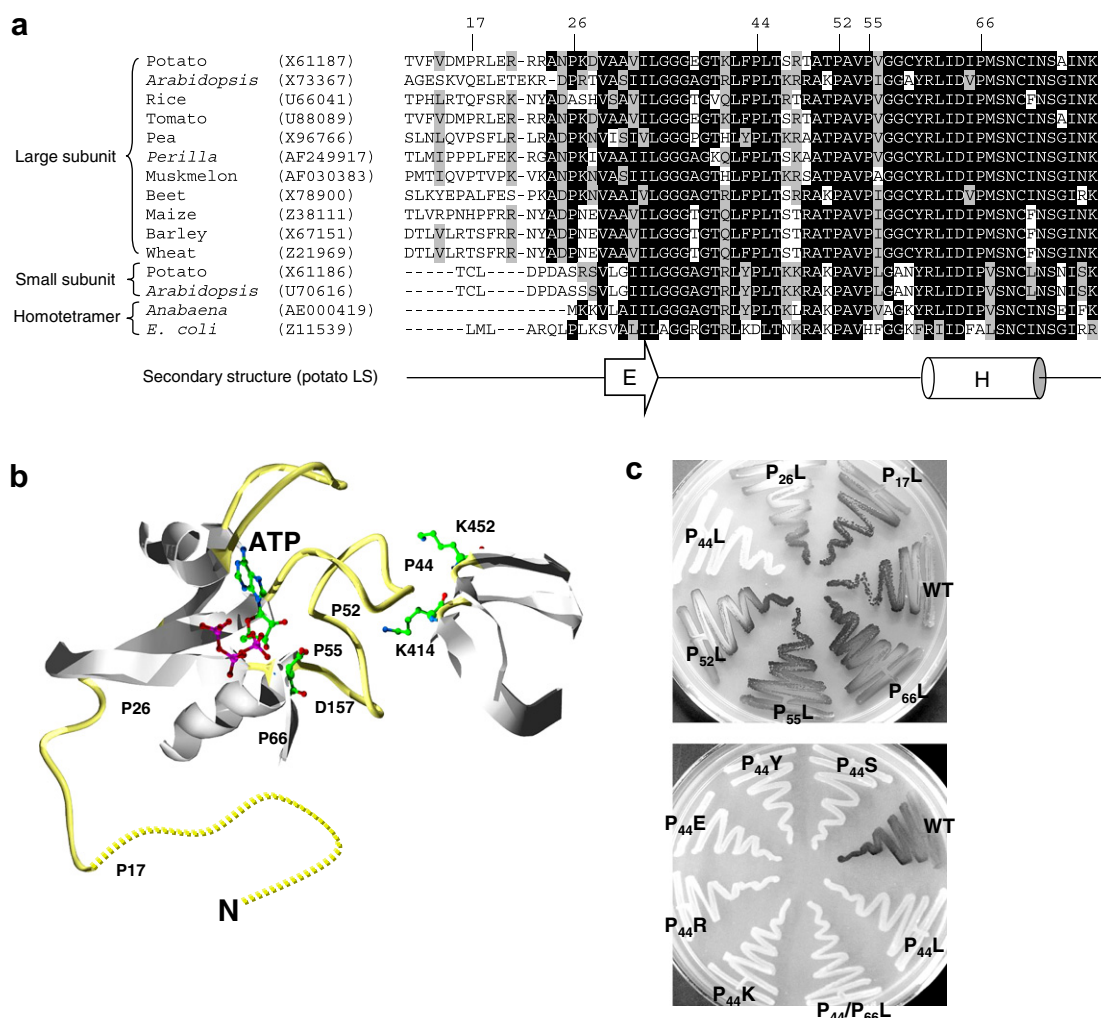 a
17 26 44 52 55 66
Potato (X61187) TVFVDMPRLER-RRANPKDVAAVILGGGEGTKLFPLTSRTATPAVPVGGCYRLIDIPMSNCINSAINK
Arabidopsis (X73367) AGESKVQELETEKR-DPRTVASIILGGGAGTRLFPLTKRRAKPAVPIGGAYRLIDVPMSNCINSGINK
Rice (U66041) TPHLRTQFSRK-NYADASHVSAVILGGGTGVQLFPLTRTRATPAVPVGGCYRLIDIPMSNCFNSGINK
Tomato (U88089) TVFVDMPRLER-RRANPKDVAAVILGGGEGTKLFPLTSRTATPAVPVGGCYRLIDIPMSNCINSAINK
Pea (X96766) SLNLQVPSFLR-LRADPKNVISIVLGGGPGTHLYPLTKRAATPAVPVGGCYRLIDIPMSNCINSGINK
Perilla (AF249917) TLMIPPPLFEK-RGANPKIVAAIILGGGAGKQLFPLTSKAATPAVPVGGCYRLIDIPMSNCINSGINK
Large subunit
Muskmelon (AF030383) PMTIQVPTVPK-VKANPKNVASIILGGGAGTHLFPLTKRSATPAVPAGGCYRLIDIPMSNCINSGINK
Beet (X78900) SLKYEPALFES-PKADPKNVAAIVLGGGAGTRLFPLTSRRAKPAVPIGGCYRLIDVPMSNCINSGIRK
Maize (Z38111) TLVRPNHPFRR-NYADPNEVAAVILGGGTGTQLFPLTSTRATPAVPIGGCYRLIDIPMSNCFNSGINK
Barley (X67151) DTLVLRTSFRR-NYADPNEVAAVILGGGTGTQLFPLTSTRATPAVPIGGCYRLIDIPMSNCFNSGINK
Wheat (Z21969) DTLVLRTSFRR-NYADPNEVAAVILGGGTGTQLFPLTSTRATPAVPIGGCYRLIDIPMSNCFNSGINK
Small subunit
Potato (X61186) -----TCL----DPDASRSVLGIILGGGAGTRLYPLTKKRAKPAVPLGANYRLIDIPVSNCLNSNISK
Arabidopsis (U70616) -----TCL----DPDASSSVLGIILGGGAGTRLYPLTKKRAKPAVPLGANYRLIDIPVSNCLNSNISK
Homotetramer
Anabaena (AE000419) ----------------MKKVLAIILGGGAGTRLYPLTKLRAKPAVPVAGKYRLIDIPVSNCINSEIFK
E. coli (Z11539) ------LML---ARQLPLKSVALILAGGRGTRLKDLTNKRAKPAVHFGGKFRIIDFALSNCINSGIRR
Secondary structure (potato LS) E H
b
ATP
K452
P44
P52
K414
P55
D157
P26
P66
P17
N
c
P26L P17L
P44L
WT
P52L
P66L
P55L
P44Y P44S
P44E WT
P44R P44L
P44K P44/P66L